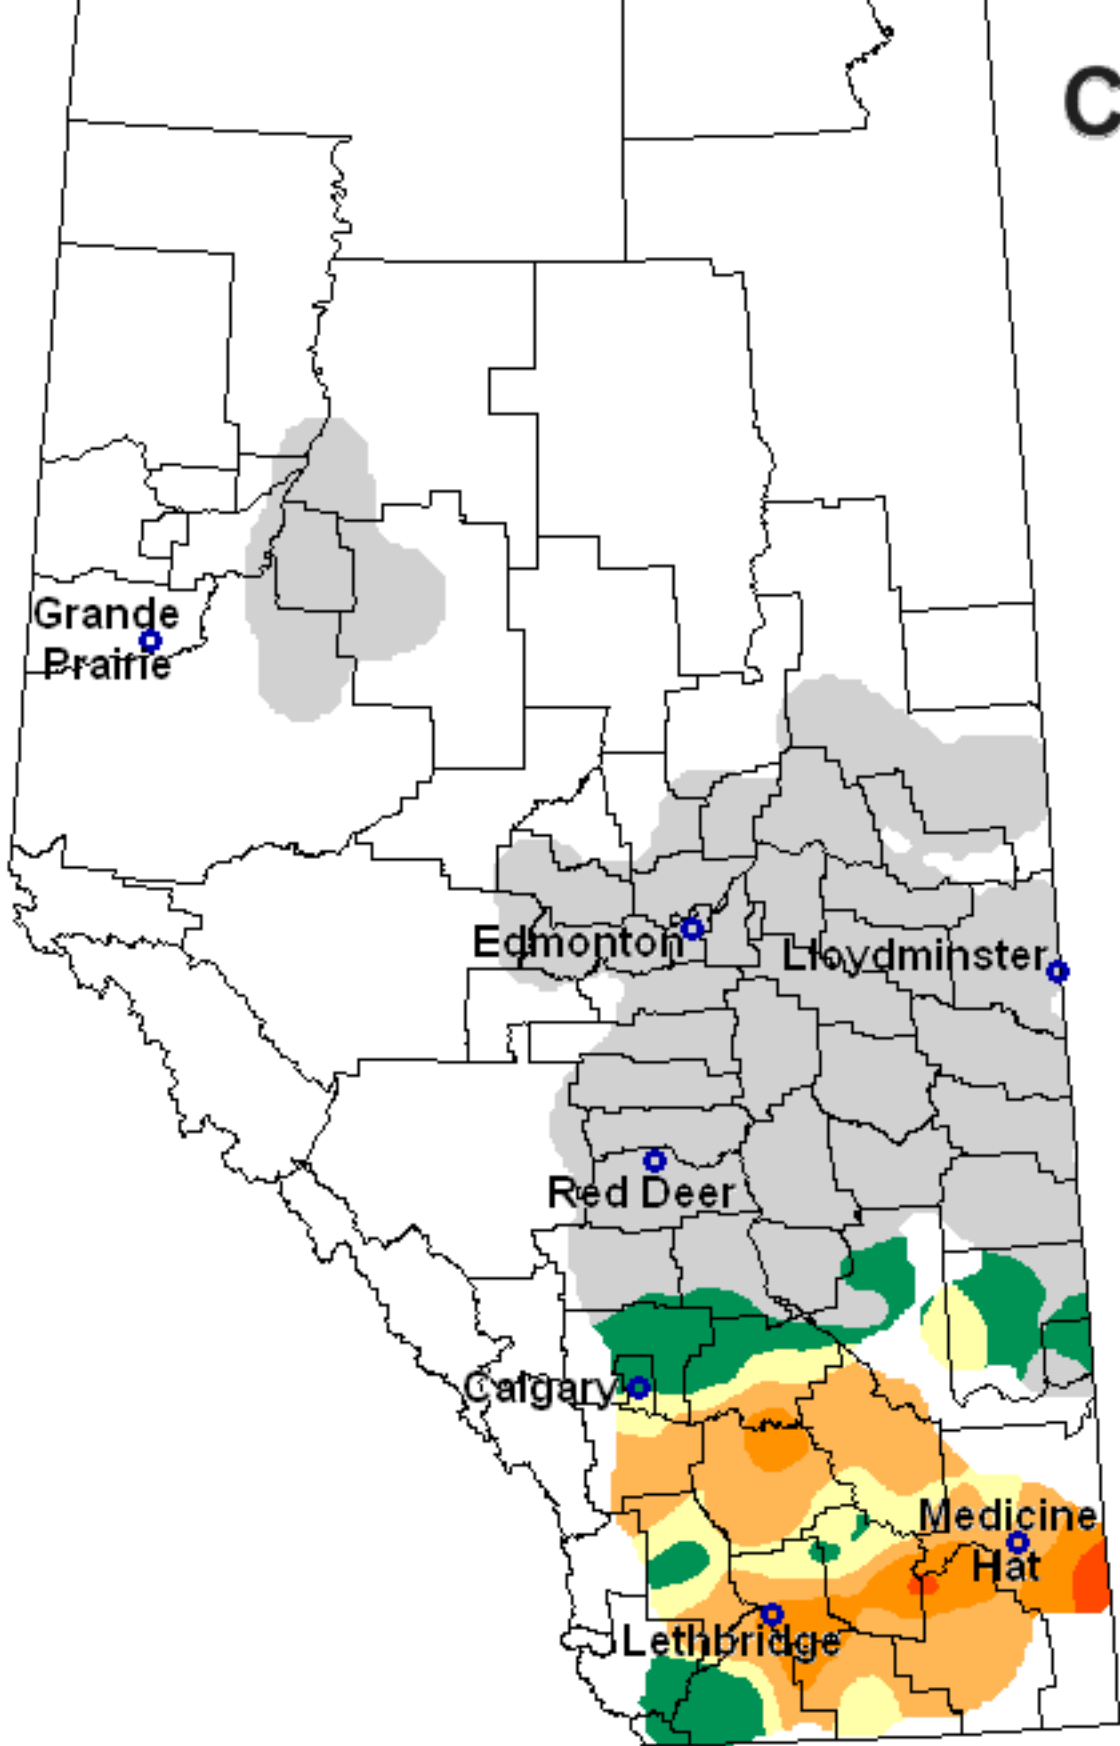 C
Grande
Prairie
Edmonton
Lloydminster
Red Deer
Calgary
Medicine
Hat
Lethbridge